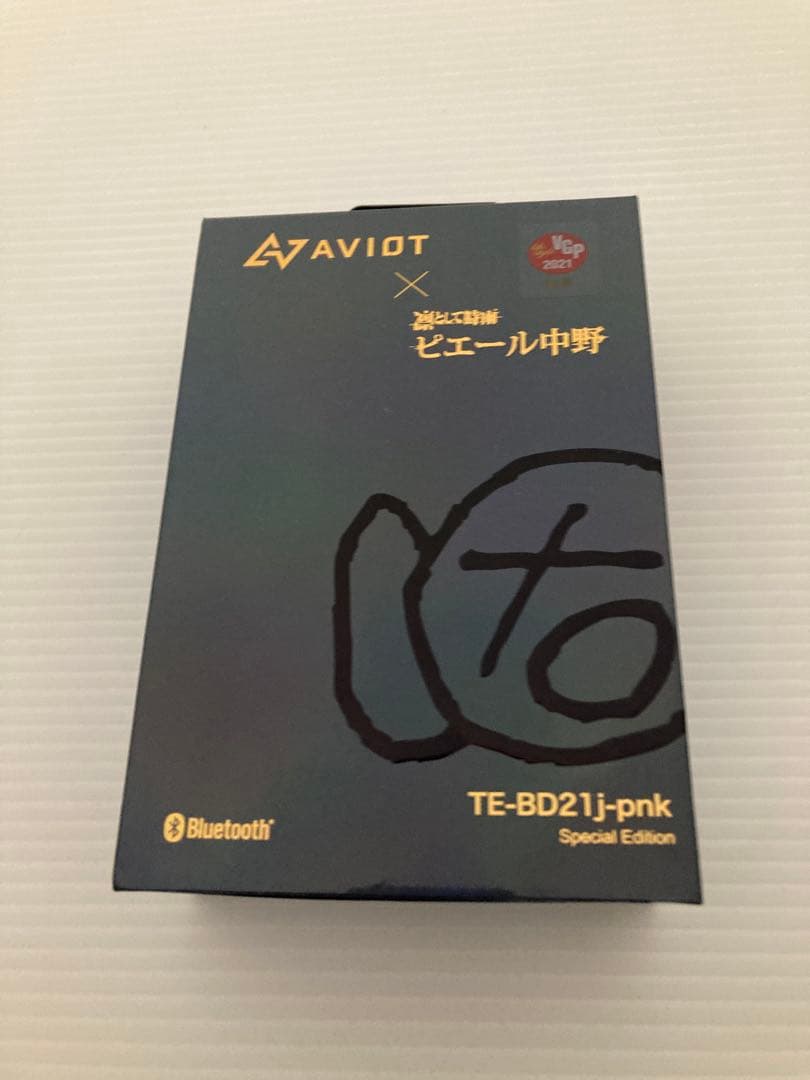 AVIOT
VGP
2021
×
凛として時雨
ピエール中野
Bluetooth®
TE-BD21j-pnk
Special Edition